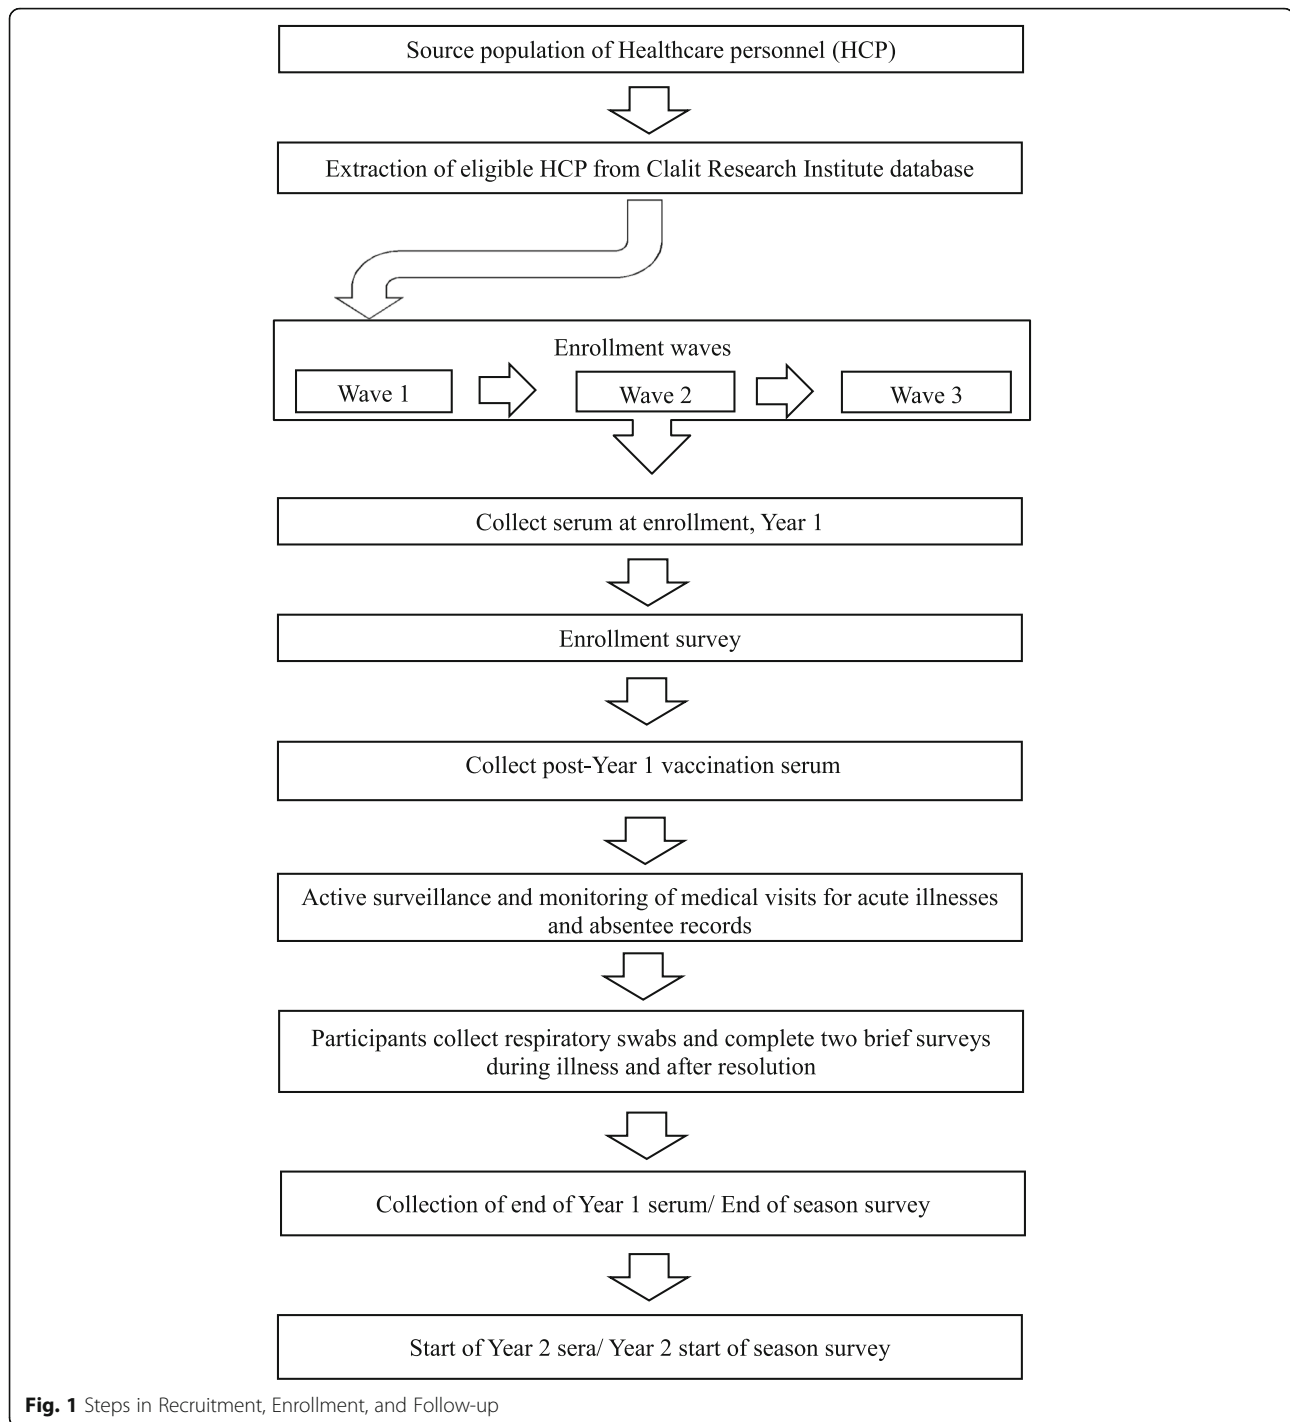 Source population of Healthcare personnel (HCP)
Extraction of eligible HCP from Clalit Research Institute database
Enrollment waves
Wave 1
Wave 2
Wave 3
Collect serum at enrollment, Year 1
Enrollment survey
Collect post-Year 1 vaccination serum
Active surveillance and monitoring of medical visits for acute illnesses
and absentee records
Participants collect respiratory swabs and complete two brief surveys
during illness and after resolution
Collection of end of Year 1 serum/ End of season survey
Start of Year 2 sera/ Year 2 start of season survey
Fig. 1 Steps in Recruitment, Enrollment, and Follow-up